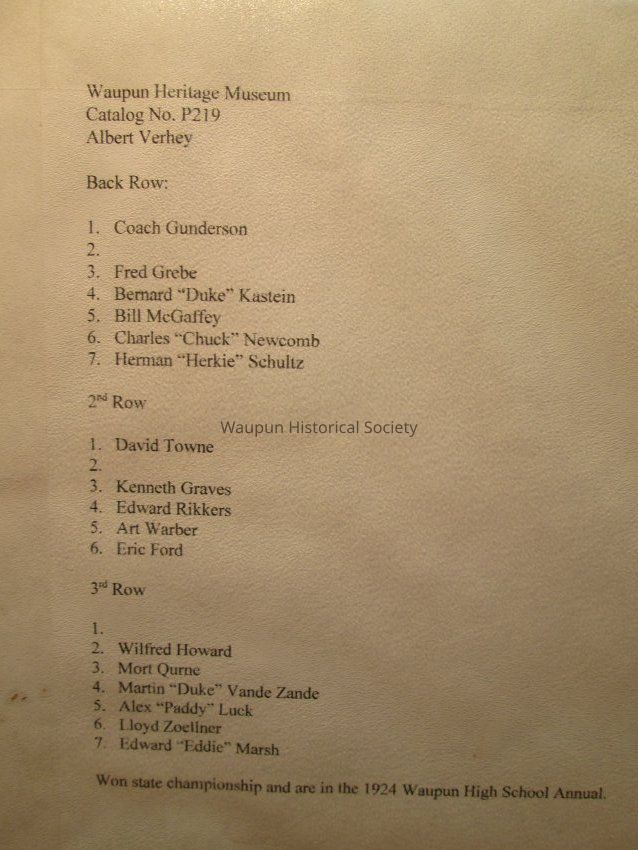 Waupun Heritage Museum
Catalog No. P219
Albert Verhey
Back Row:
1. Coach Gunderson
2.
3. Fred Grebe
4. Bernard “Duke” Kastein
5. Bill McGaffey
6. Charles “Chuck” Newcomb
7. Herman “Herkie” Schultz
2nd Row
Waupun Historical Society
1. David Towne
2.
3. Kenneth Graves
4. Edward Rikkers
5. Art Warber
6. Eric Ford
3rd Row
1.
2. Wilfred Howard
3. Mort Qurne
4. Martin “Duke” Vande Zande
5. Alex “Paddy” Luck
6. Lloyd Zoellner
7. Edward “Eddie” Marsh
Won state championship and are in the 1924 Waupun High School Annual.